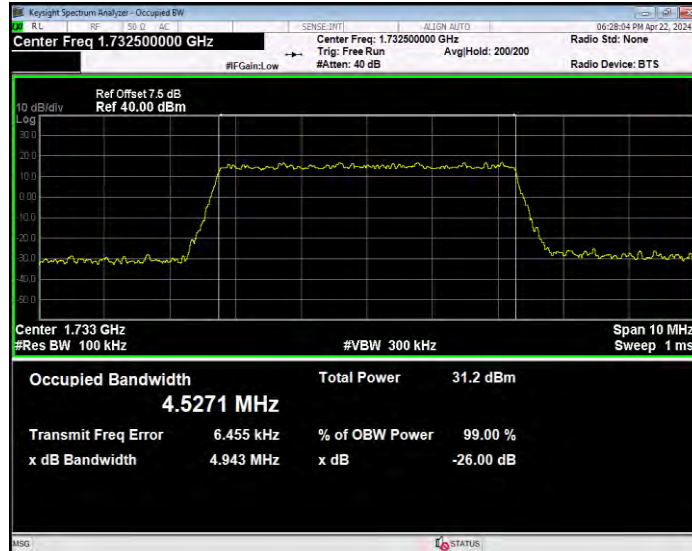 Keysight Spectrum Analyzer - Occupied BW
RL RF 50 Ω AC SENSE:INT ALIGN AUTO 06:28:04 PM Apr 22, 2024
Center Freq 1.732500000 GHz Center Freq: 1.732500000 GHz Radio Std: None
Trig: Free Run Avg|Hold: 200/200
#IFGain:Low #Atten: 40 dB Radio Device: BTS
Ref Offset 7.5 dB
10 dB/div Ref 40.00 dBm
Log
30.0
20.0
10.0
0.00
-10.0
-20.0
-30.0
-40.0
-50.0
Center 1.733 GHz Span 10 MHz
#Res BW 100 kHz #VBW 300 kHz Sweep 1 ms
Occupied Bandwidth Total Power 31.2 dBm
4.5271 MHz
Transmit Freq Error 6.455 kHz % of OBW Power 99.00 %
x dB Bandwidth 4.943 MHz x dB -26.00 dB
MSG STATUS